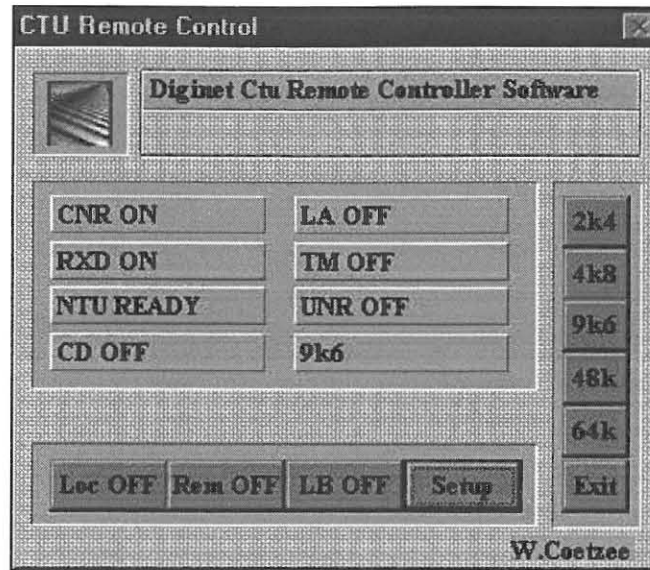 CTU Remote Control
Diginet Ctu Remote Controller Software
CNR ON
LA OFF
2k4
RXD ON
TM OFF
4k8
NTU READY
UNR OFF
9k6
CD OFF
9k6
48k
64k
Loc OFF
Rem OFF
LB OFF
Setup
Exit
W.Coetzee